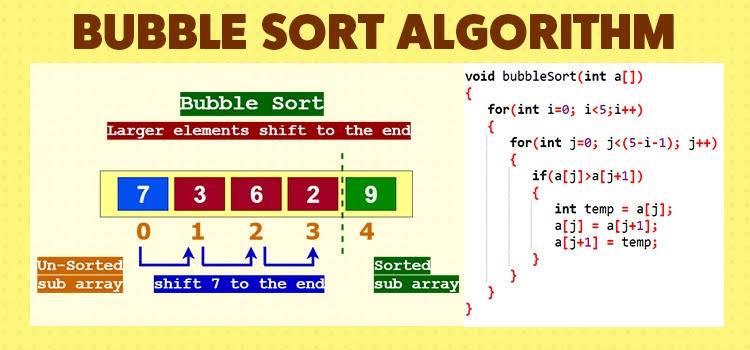 BUBBLE SORT ALGORITHM
Bubble Sort
Larger elements shift to the end
7 3 6 2 9
0 1 2 3 4
Un-Sorted
sub array
shift 7 to the end
Sorted
sub array
void bubbleSort(int a[])
{
for(int i=0; i<5;i++)
{
for(int j=0; j<(5-i-1); j++)
{
if(a[j]>a[j+1])
{
int temp = a[j];
a[j] = a[j+1];
a[j+1] = temp;
}
}
}
}